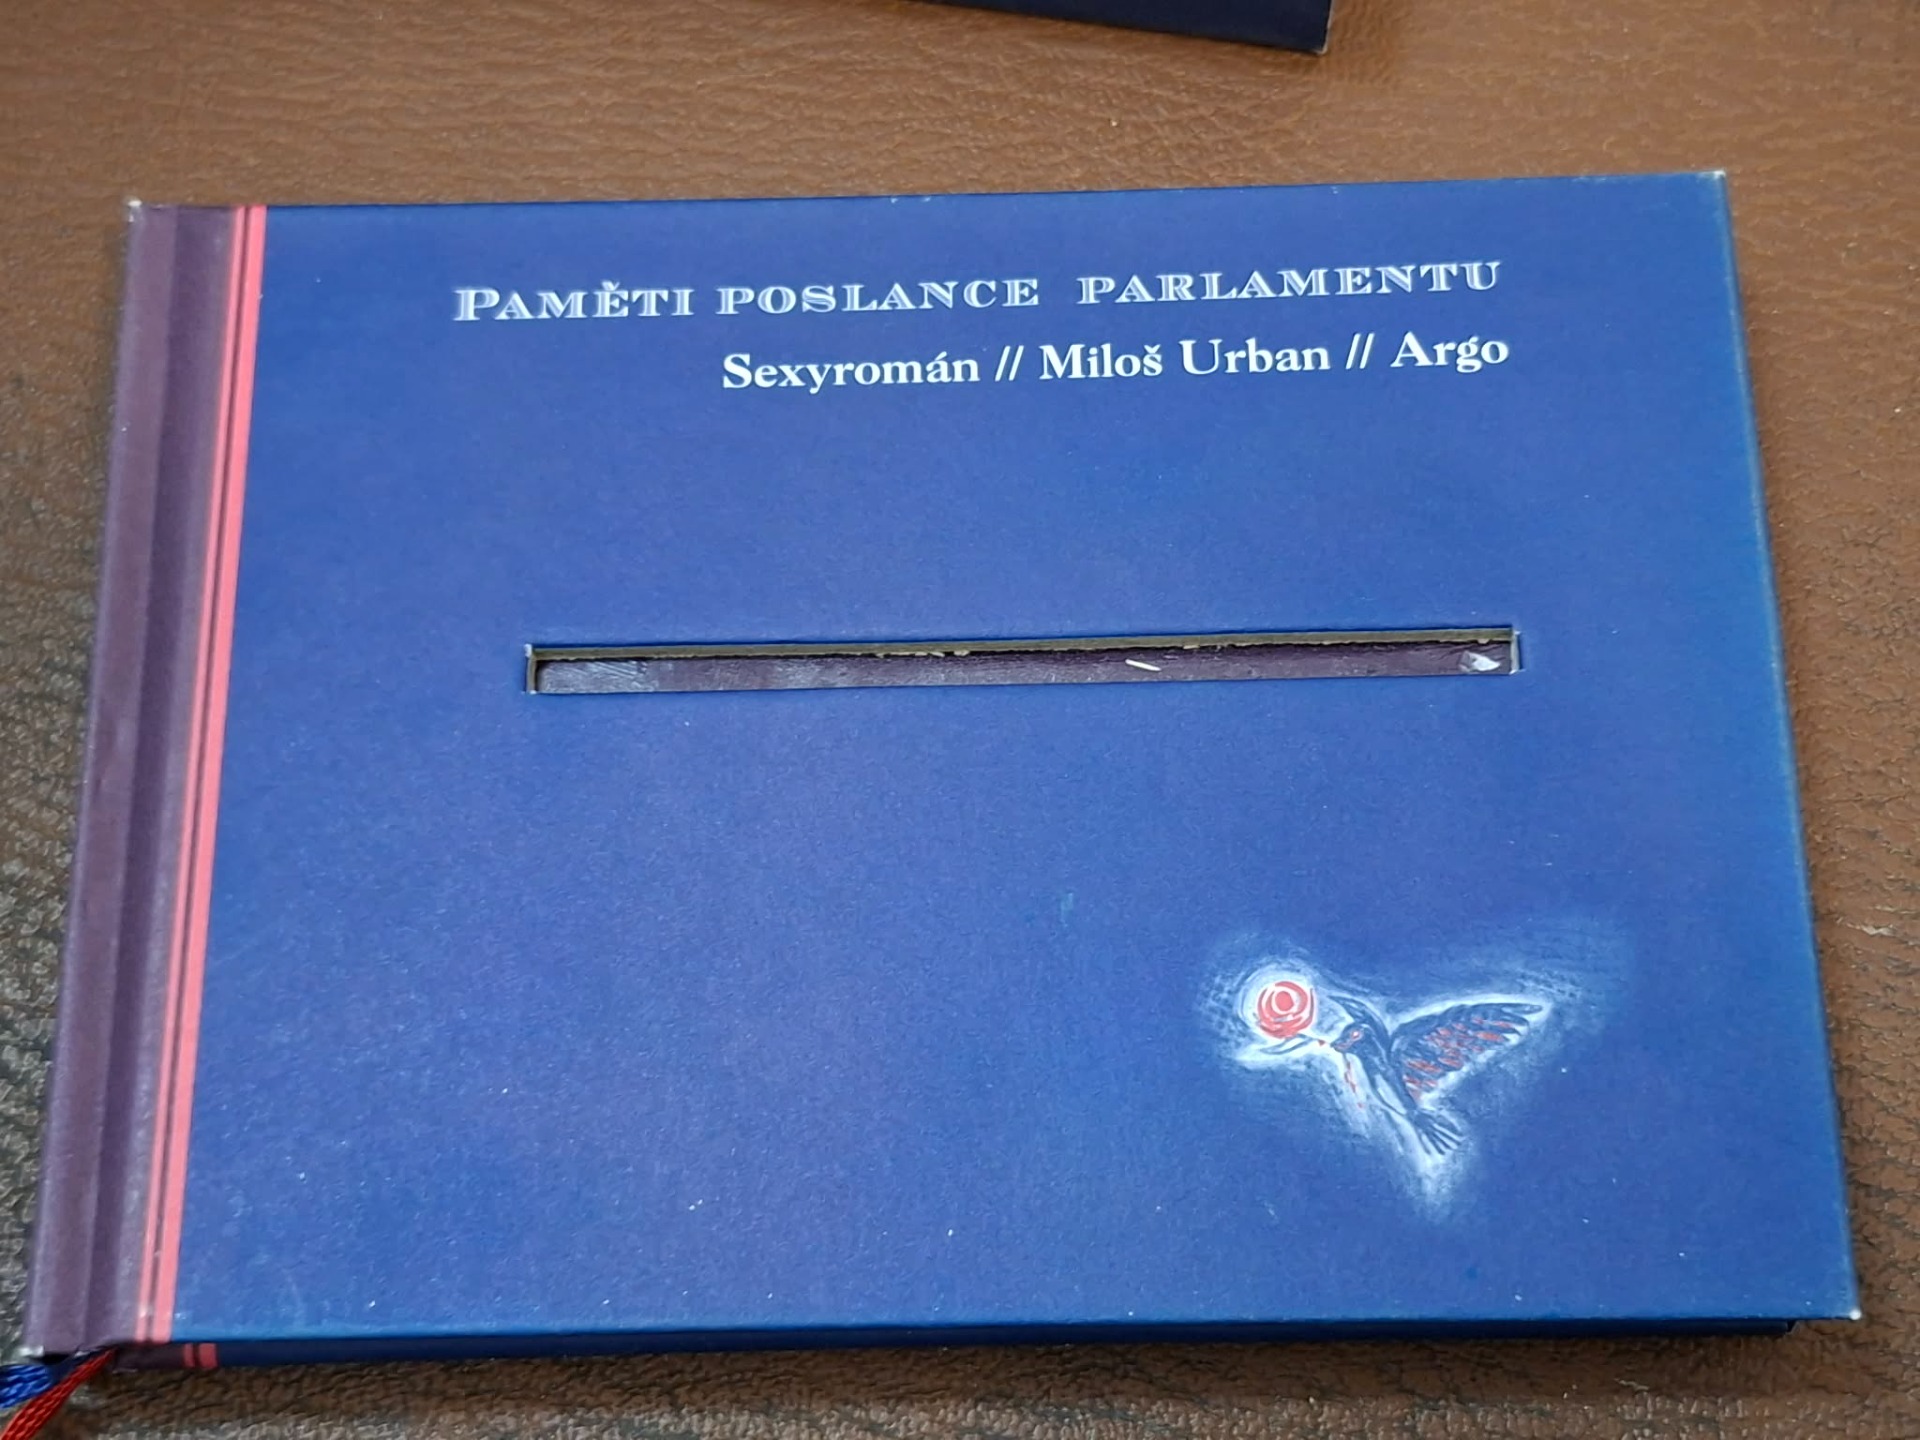 PAMĚTI POSLANCE PARLAMENTU
Sexyromán // Miloš Urban // Argo